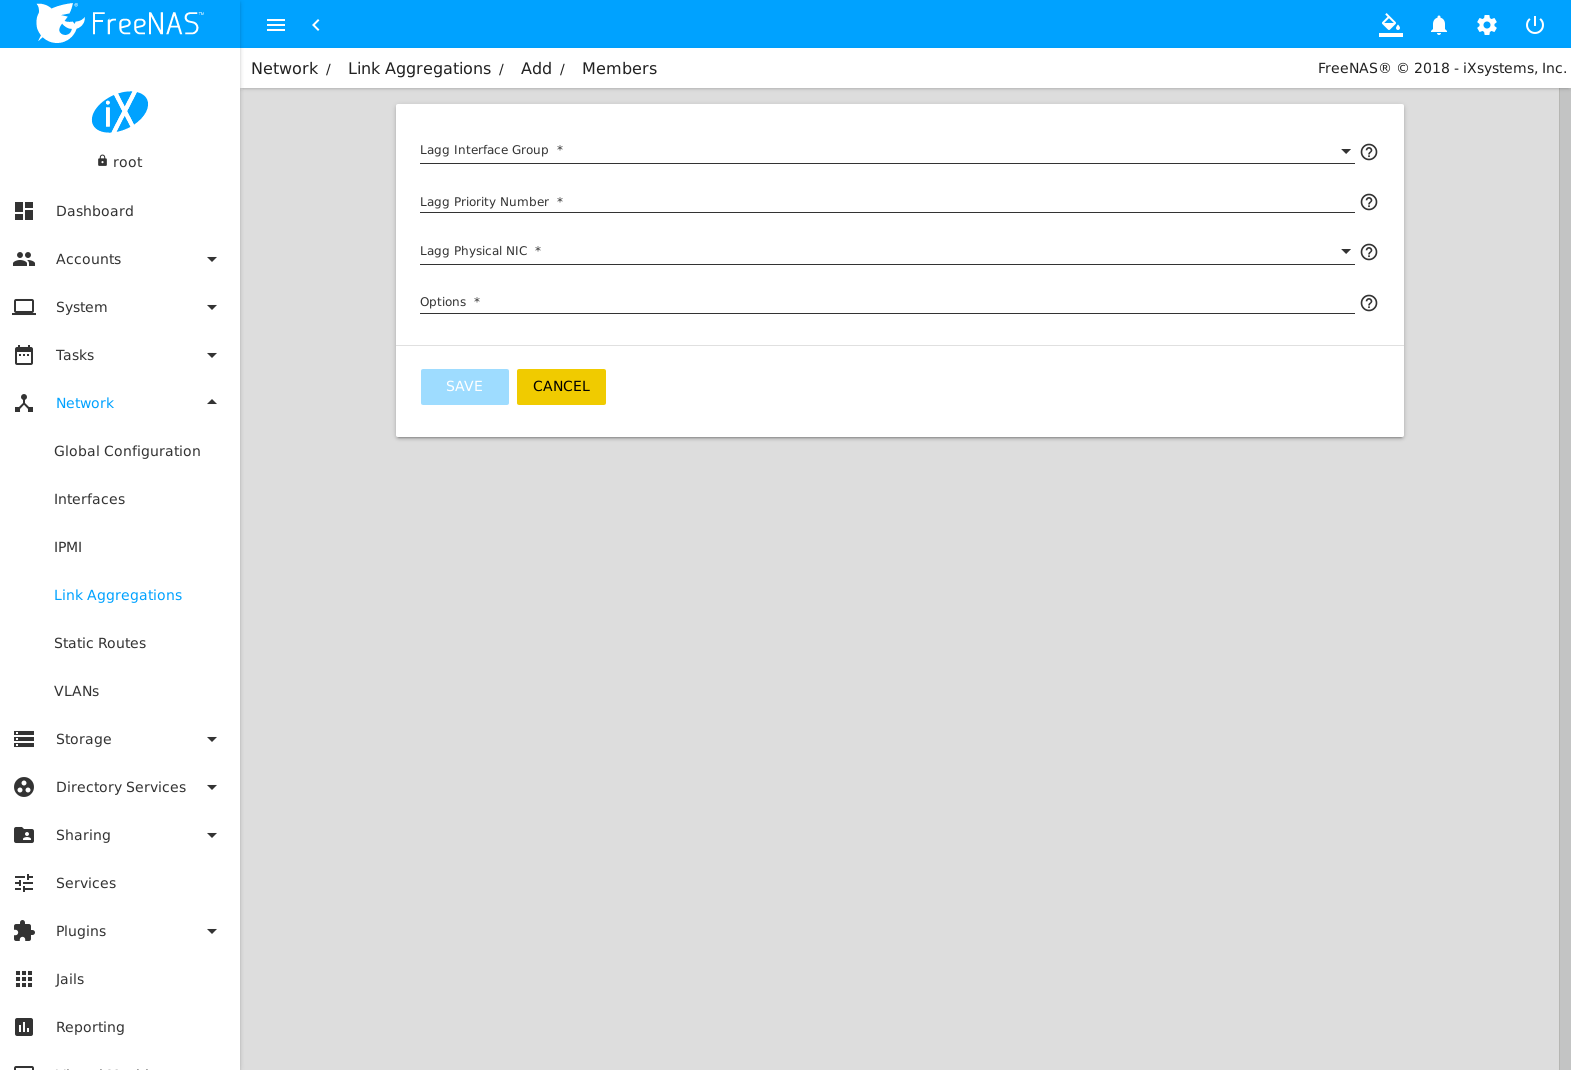 FreeNAS™
Network / Link Aggregations / Add / Members
FreeNAS® © 2018 - iXsystems, Inc.
iX
root
Dashboard
Accounts
System
Tasks
Network
Global Configuration
Interfaces
IPMI
Link Aggregations
Static Routes
VLANs
Storage
Directory Services
Sharing
Services
Plugins
Jails
Reporting
Lagg Interface Group *
Lagg Priority Number *
Lagg Physical NIC *
Options *
SAVE CANCEL